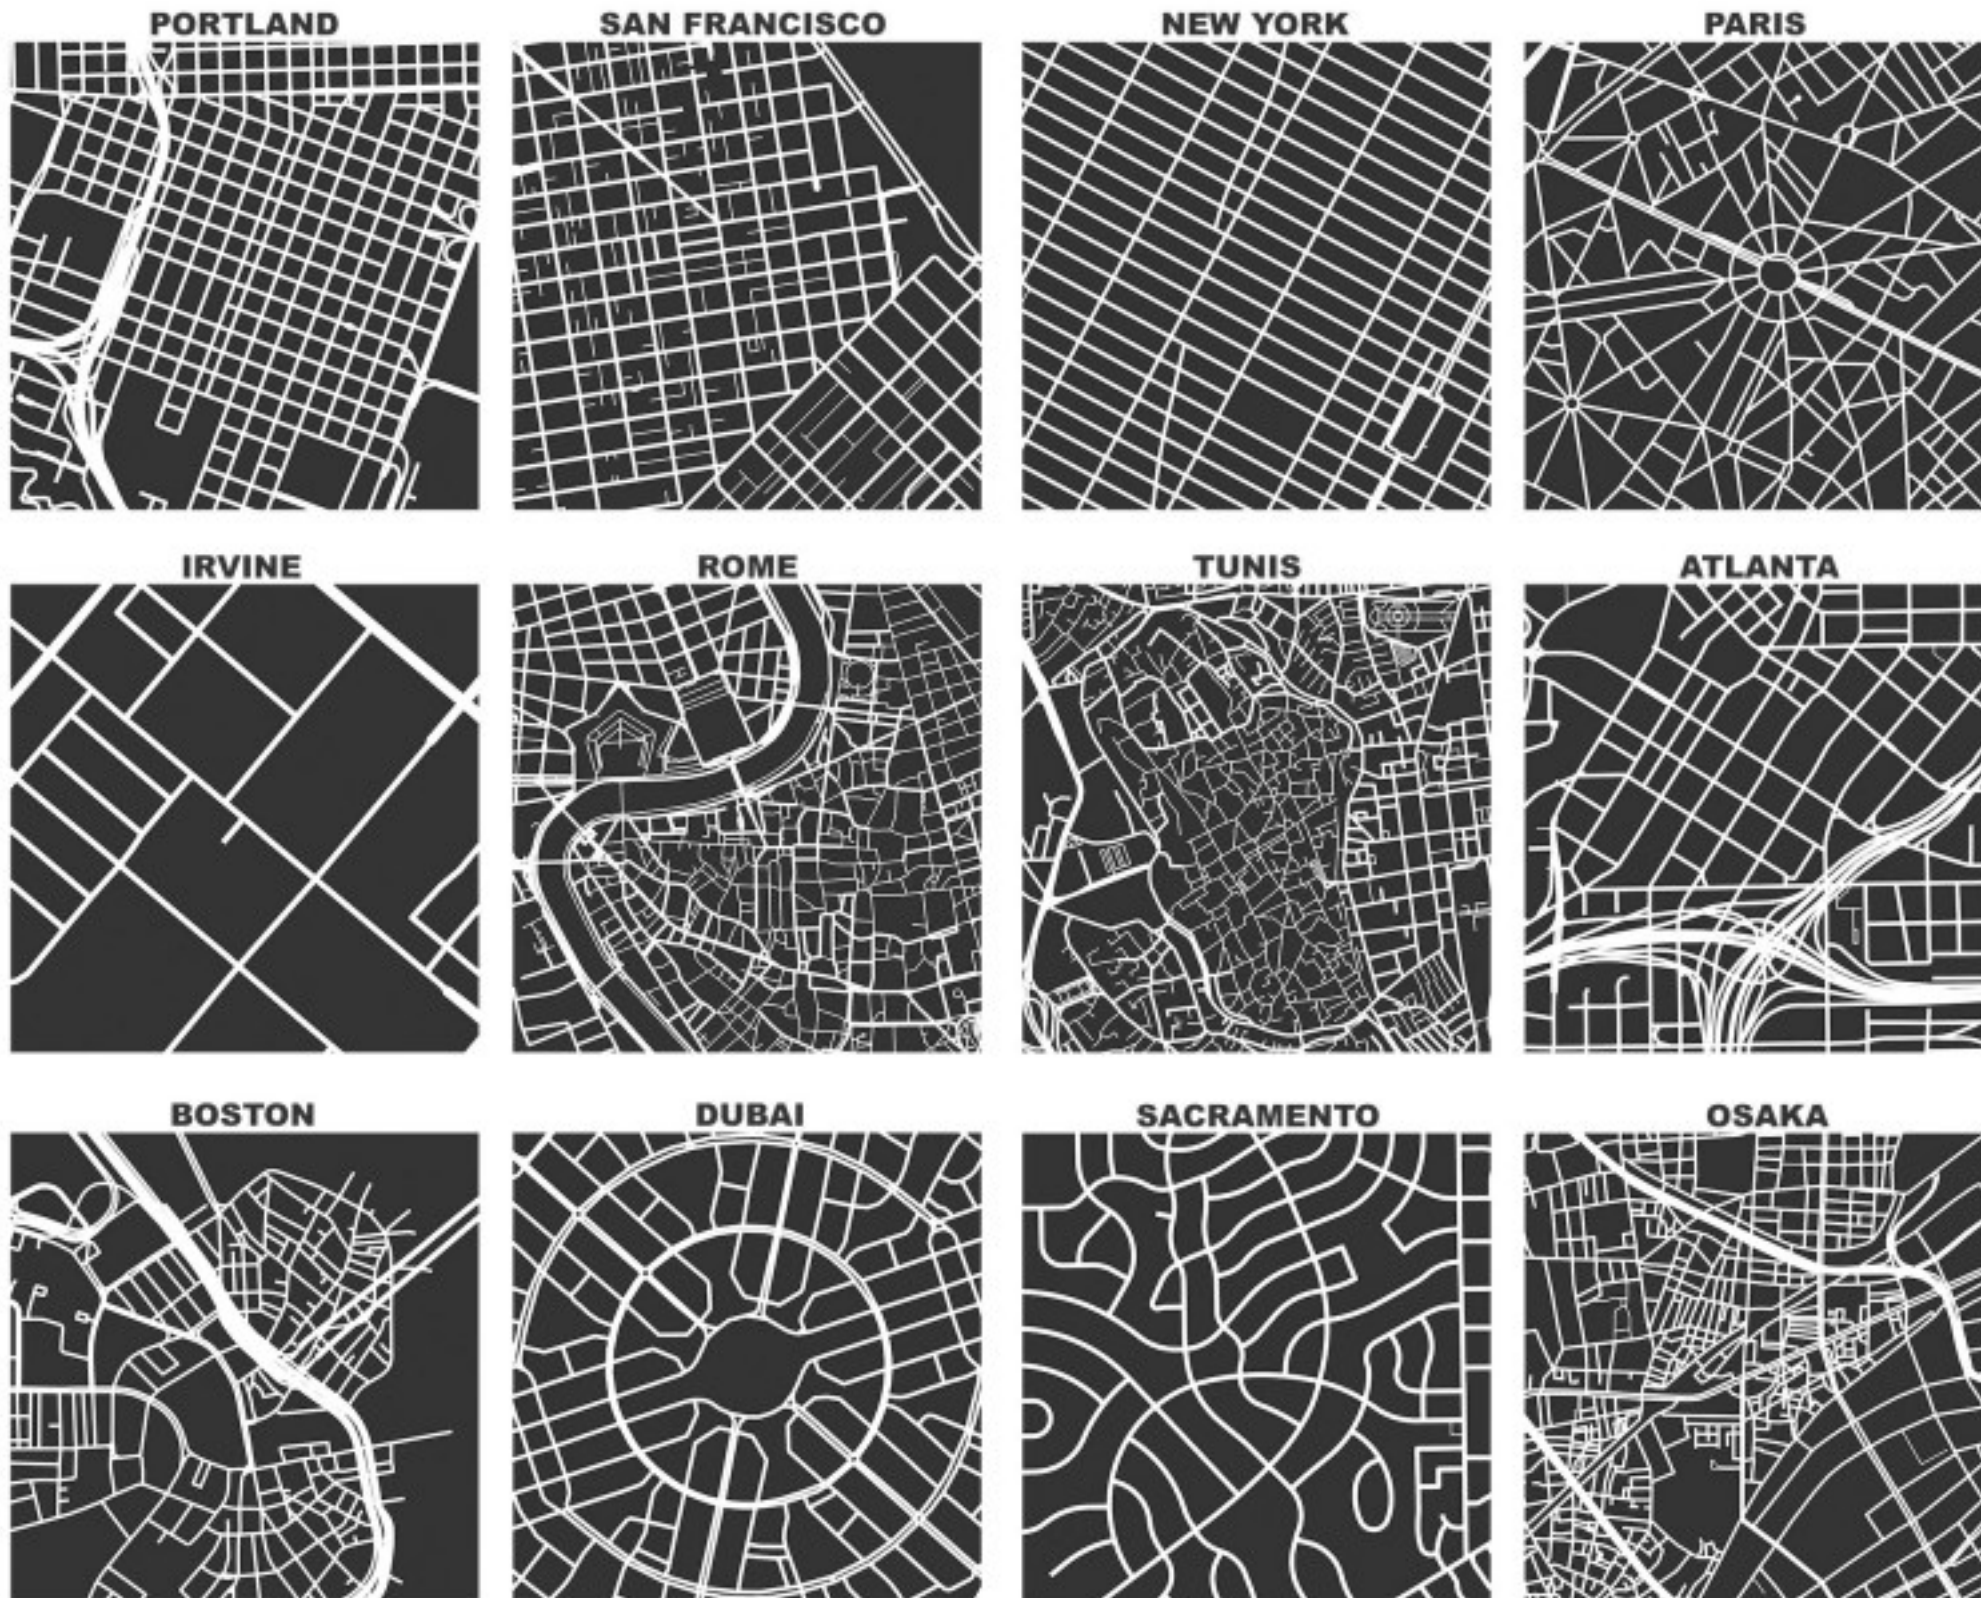 PORTLAND
SAN FRANCISCO
NEW YORK
PARIS
IRVINE
ROME
TUNIS
ATLANTA
BOSTON
DUBAI
SACRAMENTO
OSAKA